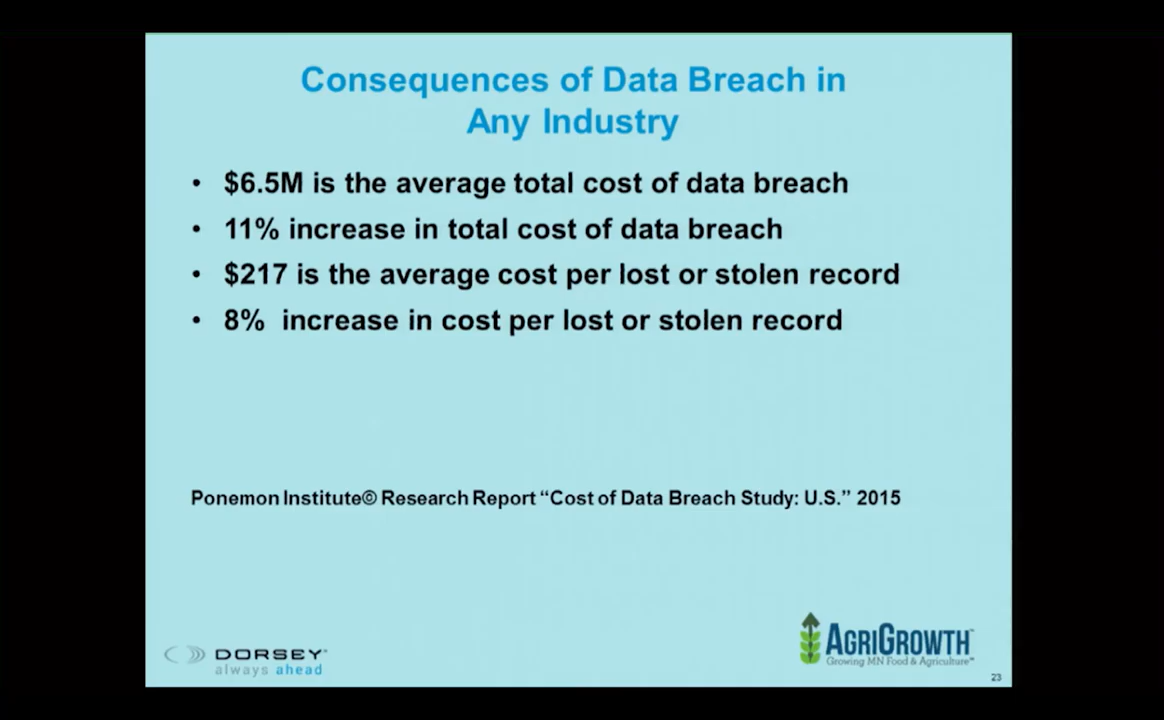 Consequences of Data Breach in
Any Industry
• $6.5M is the average total cost of data breach
• 11% increase in total cost of data breach
• $217 is the average cost per lost or stolen record
• 8% increase in cost per lost or stolen record
Ponemon Institute© Research Report “Cost of Data Breach Study: U.S.” 2015
DORSEY™
always ahead
AGRIGROWTH™
Growing MN Food & Agriculture™
23